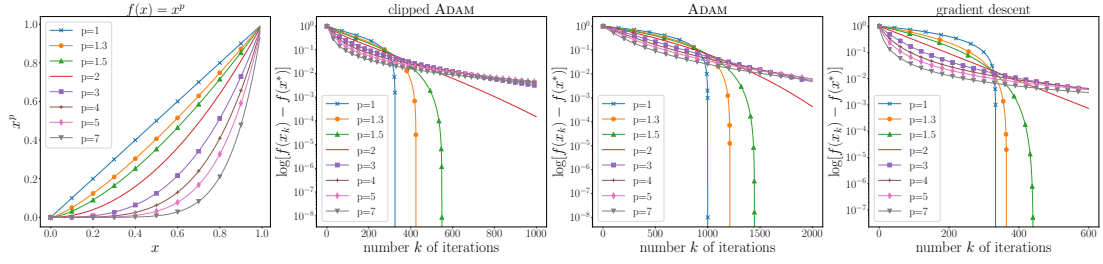 f(x) = x^p
x^p
1.0
0.8
0.6
0.4
0.2
0.0
p=1
p=1.3
p=1.5
p=2
p=3
p=4
p=5
p=7
0.0 0.2 0.4 0.6 0.8 1.0
x
clipped ADAM
log[f(x_k) − f(x*)]
10^0
10^−1
10^−2
10^−3
10^−4
10^−5
10^−6
10^−7
10^−8
p=1
p=1.3
p=1.5
p=2
p=3
p=4
p=5
p=7
0 200 400 600 800 1000
number k of iterations
ADAM
log[f(x_k) − f(x*)]
10^0
10^−1
10^−2
10^−3
10^−4
10^−5
10^−6
10^−7
10^−8
p=1
p=1.3
p=1.5
p=2
p=3
p=4
p=5
p=7
0 500 1000 1500 2000
number k of iterations
gradient descent
log[f(x_k) − f(x*)]
10^0
10^−1
10^−2
10^−3
10^−4
10^−5
10^−6
10^−7
p=1
p=1.3
p=1.5
p=2
p=3
p=4
p=5
p=7
0 200 400 600
number k of iterations